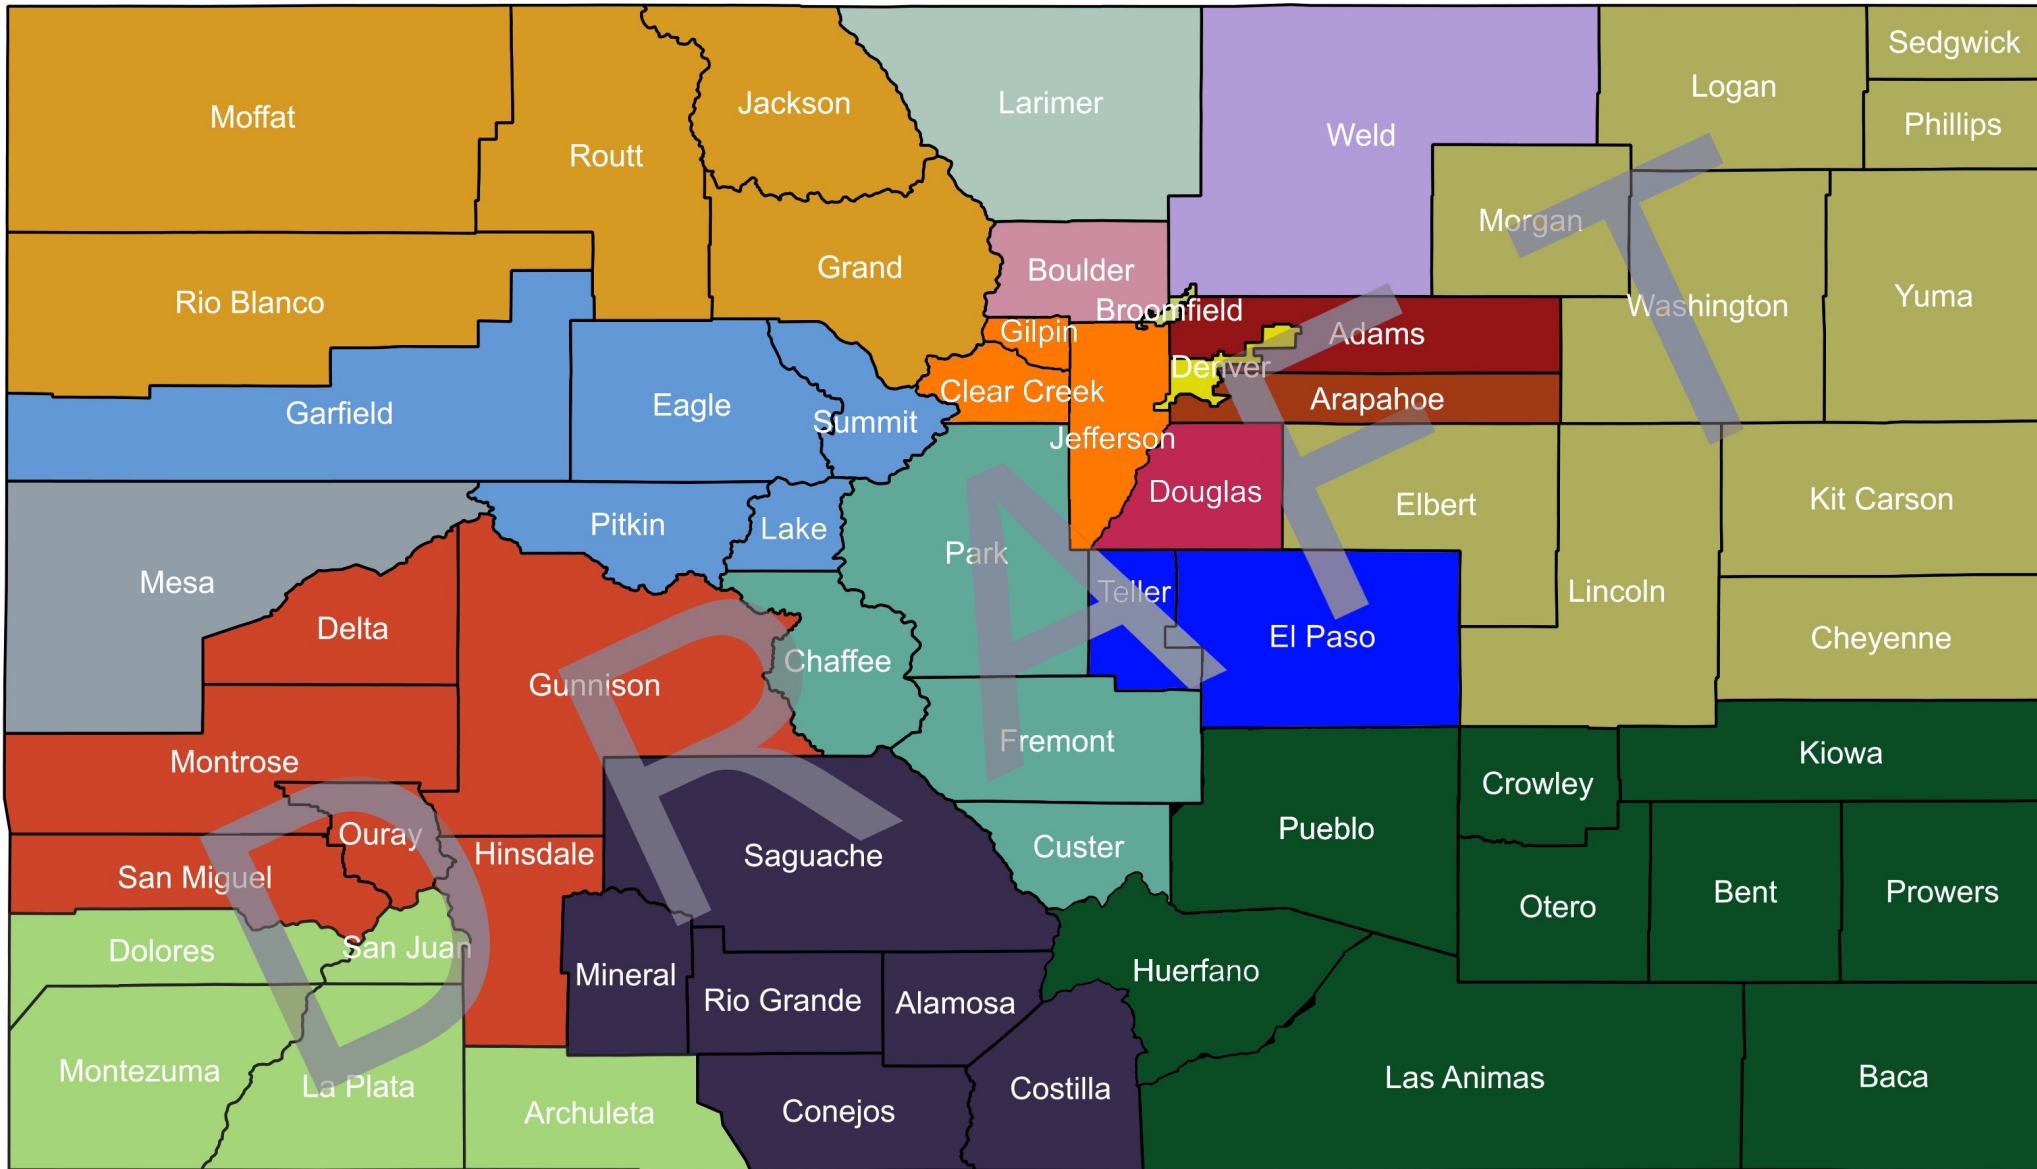 Sedgwick
Logan
Moffat
Jackson
Larimer
Phillips
Weld
Routt
Morgan
Grand
Boulder
Yuma
Rio Blanco
Broomfield
Washington
Gilpin
Adams
Denver
Clear Creek
Arapahoe
Eagle
Garfield
Summit
Jefferson
Douglas
Kit Carson
Elbert
Pitkin
Lake
Park
Mesa
Teller
Lincoln
Delta
El Paso
Cheyenne
Chaffee
Gunnison
Fremont
Kiowa
Montrose
Crowley
Pueblo
Ouray
Custer
Hinsdale
Saguache
San Miguel
Bent
Prowers
Otero
San Juan
Dolores
Huerfano
Mineral
Rio Grande
Alamosa
Montezuma
Las Animas
Baca
La Plata
Costilla
Archuleta
Conejos
DRAFT